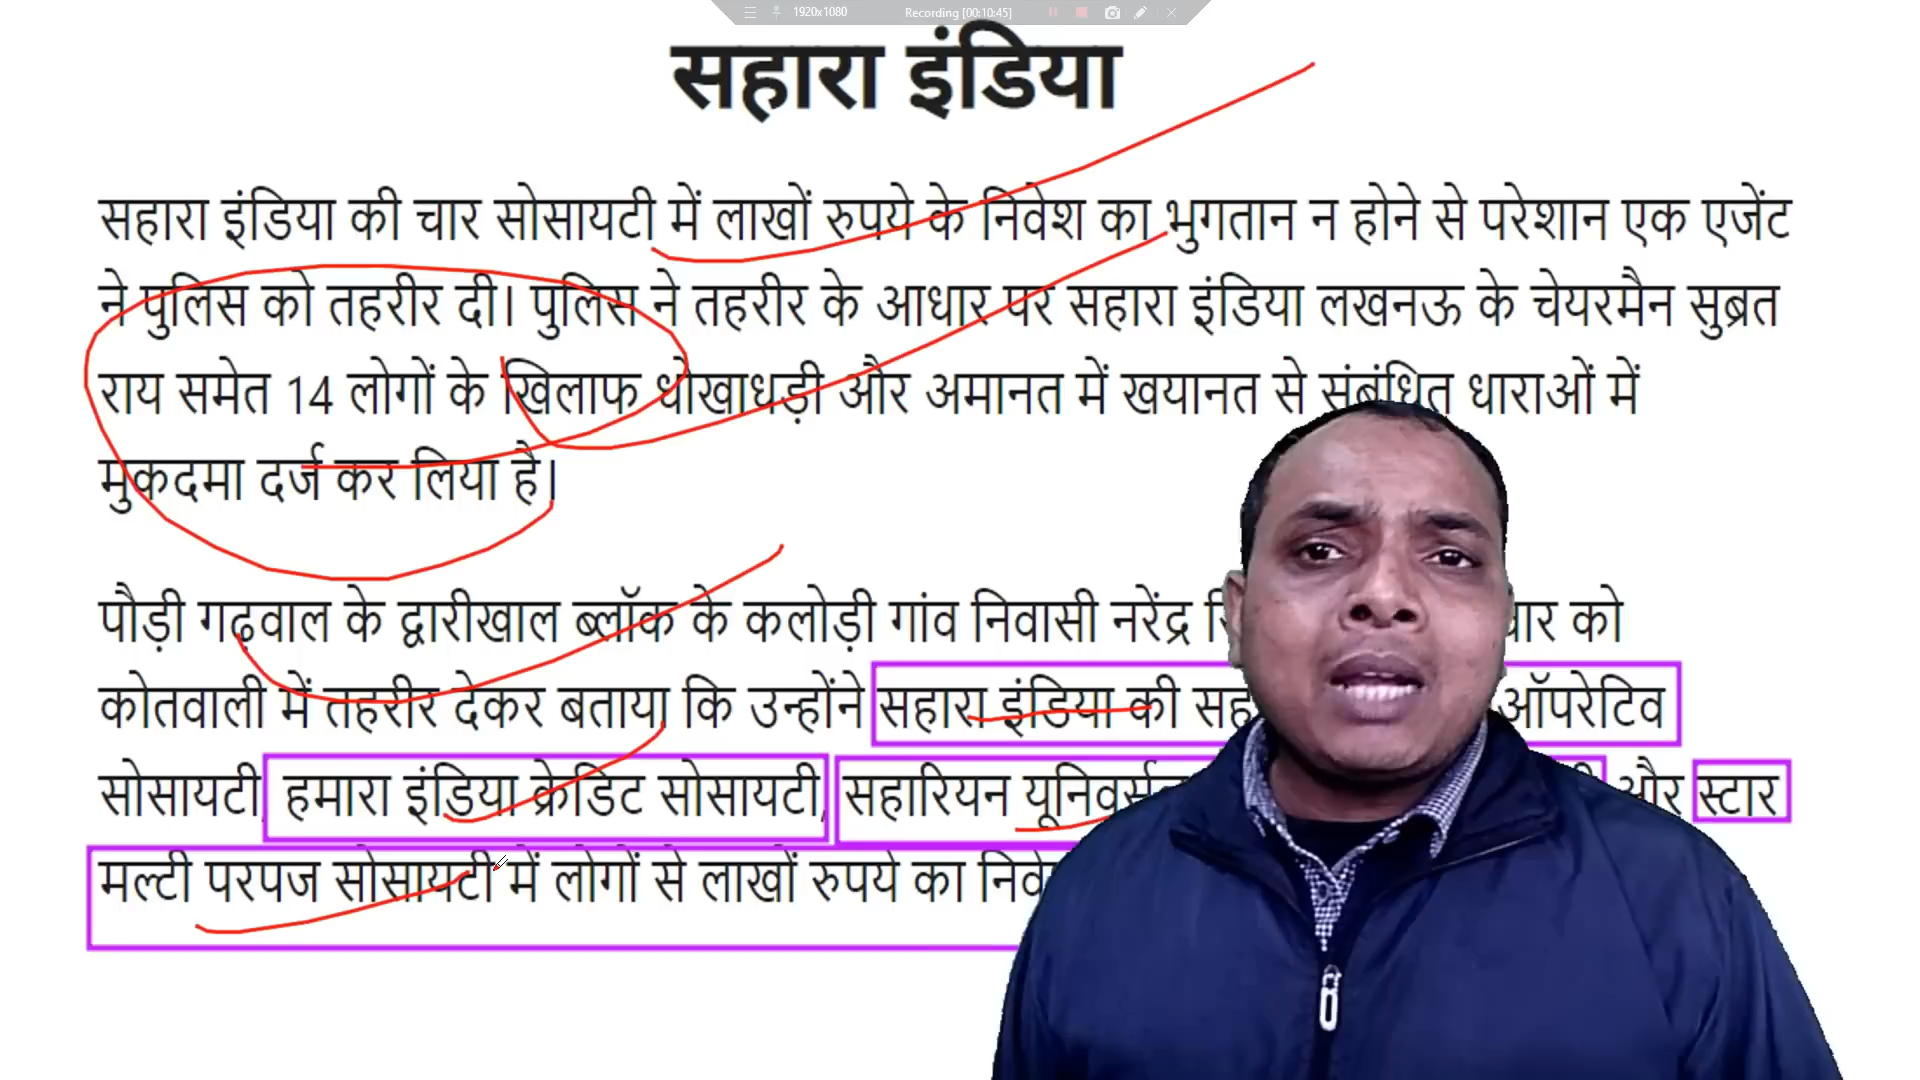 1920x1080 Recording [00:10:45]
सहारा इंडिया
सहारा इंडिया की चार सोसायटी में लाखों रुपये के निवेश का भुगतान न होने से परेशान एक एजेंट
ने पुलिस को तहरीर दी। पुलिस ने तहरीर के आधार पर सहारा इंडिया लखनऊ के चेयरमैन सुब्रत
राय समेत 14 लोगों के खिलाफ धोखाधड़ी और अमानत में खयानत से संबंधित धाराओं में
मुकदमा दर्ज कर लिया है।
पौड़ी गढ़वाल के द्वारीखाल ब्लॉक के कलोड़ी गांव निवासी नरेंद्र को
कोतवाली में तहरीर देकर बताया कि उन्होंने सहारा इंडिया की ऑपरेटिव
सोसायटी, हमारा इंडिया क्रेडिट सोसायटी, सहारियन और स्टार
मल्टी परपज सोसायटी में लोगों से लाखों रुपये का